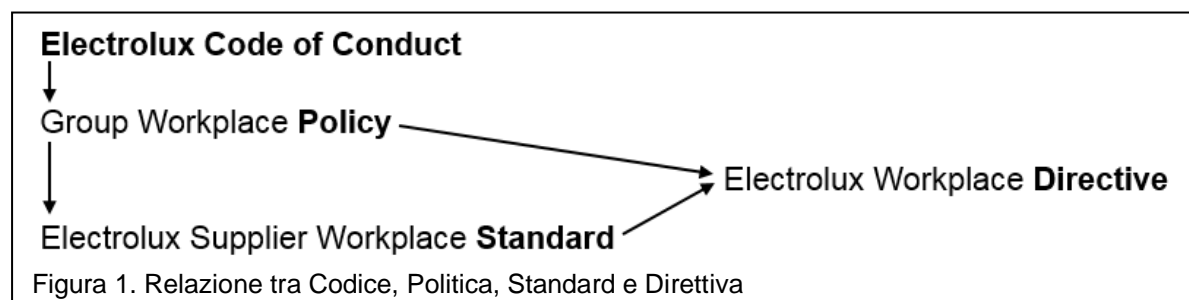 Electrolux Code of Conduct
Group Workplace Policy
Electrolux Workplace Directive
Electrolux Supplier Workplace Standard
Figura 1. Relazione tra Codice, Politica, Standard e Direttiva